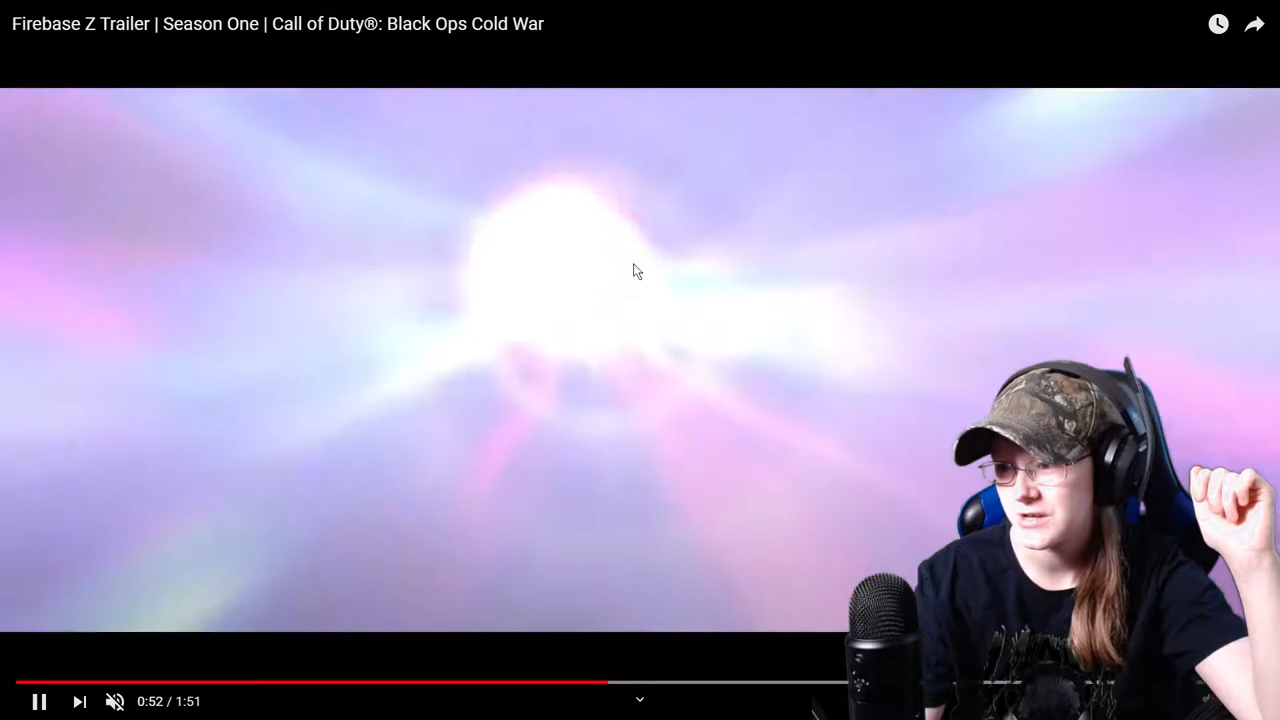 Firebase Z Trailer | Season One | Call of Duty®: Black Ops Cold War
0:52 / 1:51